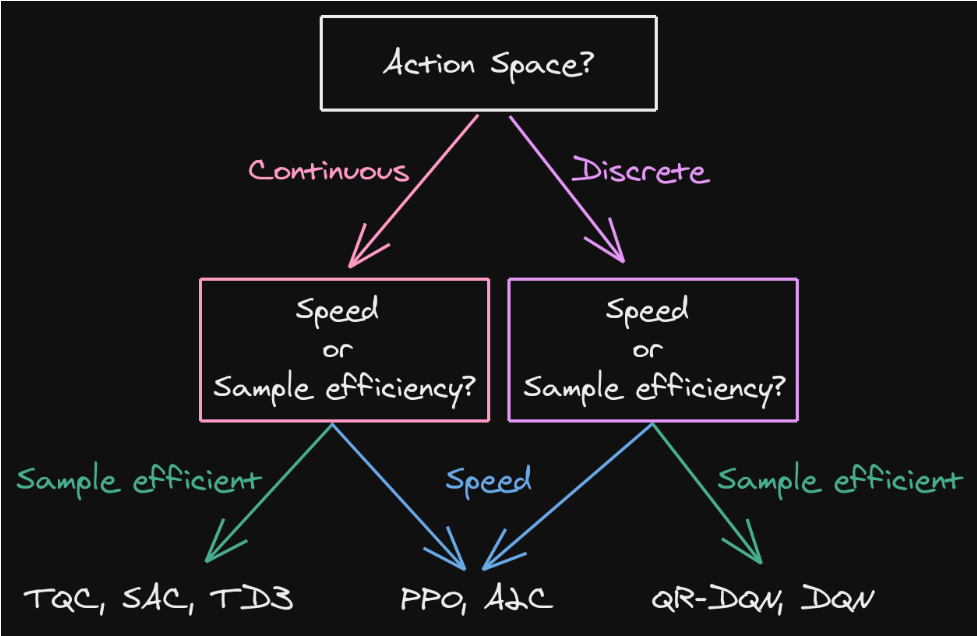 Action Space?
Continuous
Discrete
Speed
or
Sample efficiency?
Speed
or
Sample efficiency?
Sample efficient
Speed
Sample efficient
TQC, SAC, TD3
PPO, A2C
QR-DQN, DQN